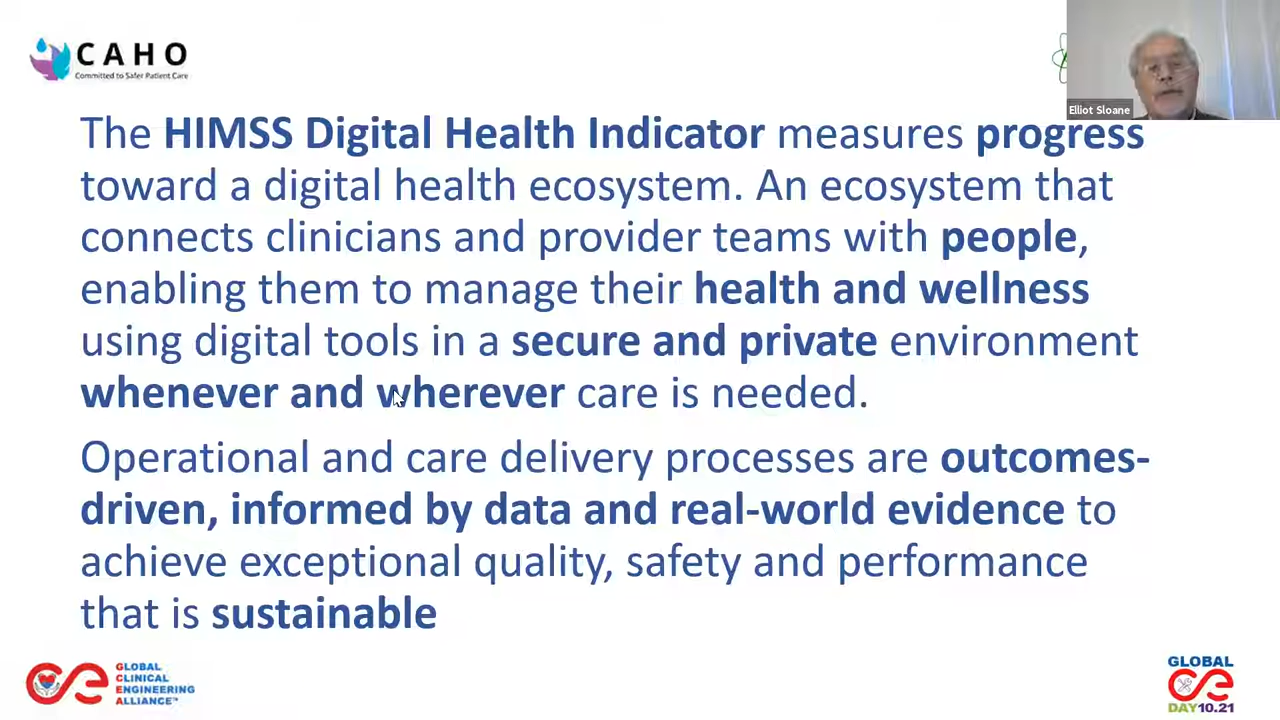 CAHO
Committed to Safer Patient Care
Elliot Sloane
The HIMSS Digital Health Indicator measures progress
toward a digital health ecosystem. An ecosystem that
connects clinicians and provider teams with people,
enabling them to manage their health and wellness
using digital tools in a secure and private environment
whenever and wherever care is needed.
Operational and care delivery processes are outcomes-
driven, informed by data and real-world evidence to
achieve exceptional quality, safety and performance
that is sustainable
GLOBAL
CLINICAL
ENGINEERING
ALLIANCE™
GLOBAL
CE
DAY10.21